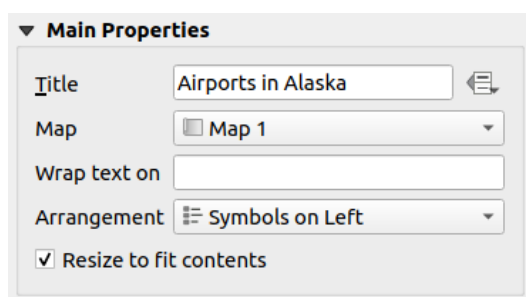 Main Properties
Title Airports in Alaska
Map Map 1
Wrap text on
Arrangement Symbols on Left
Resize to fit contents